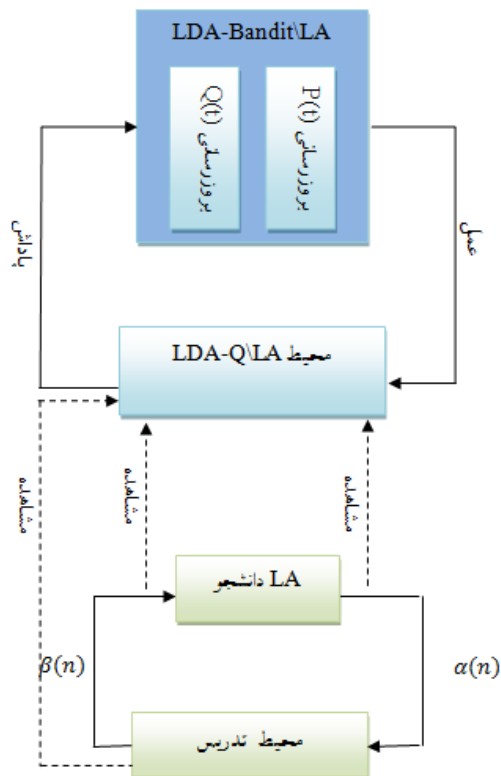 LDA-Bandit\LA
بروزرسانی Q(t)
بروزرسانی P(t)
پاداش
عمل
محیط LDA-Q\LA
مشاهده
مشاهده
مشاهده
LA دانشجو
β(n)
α(n)
محیط تدریس